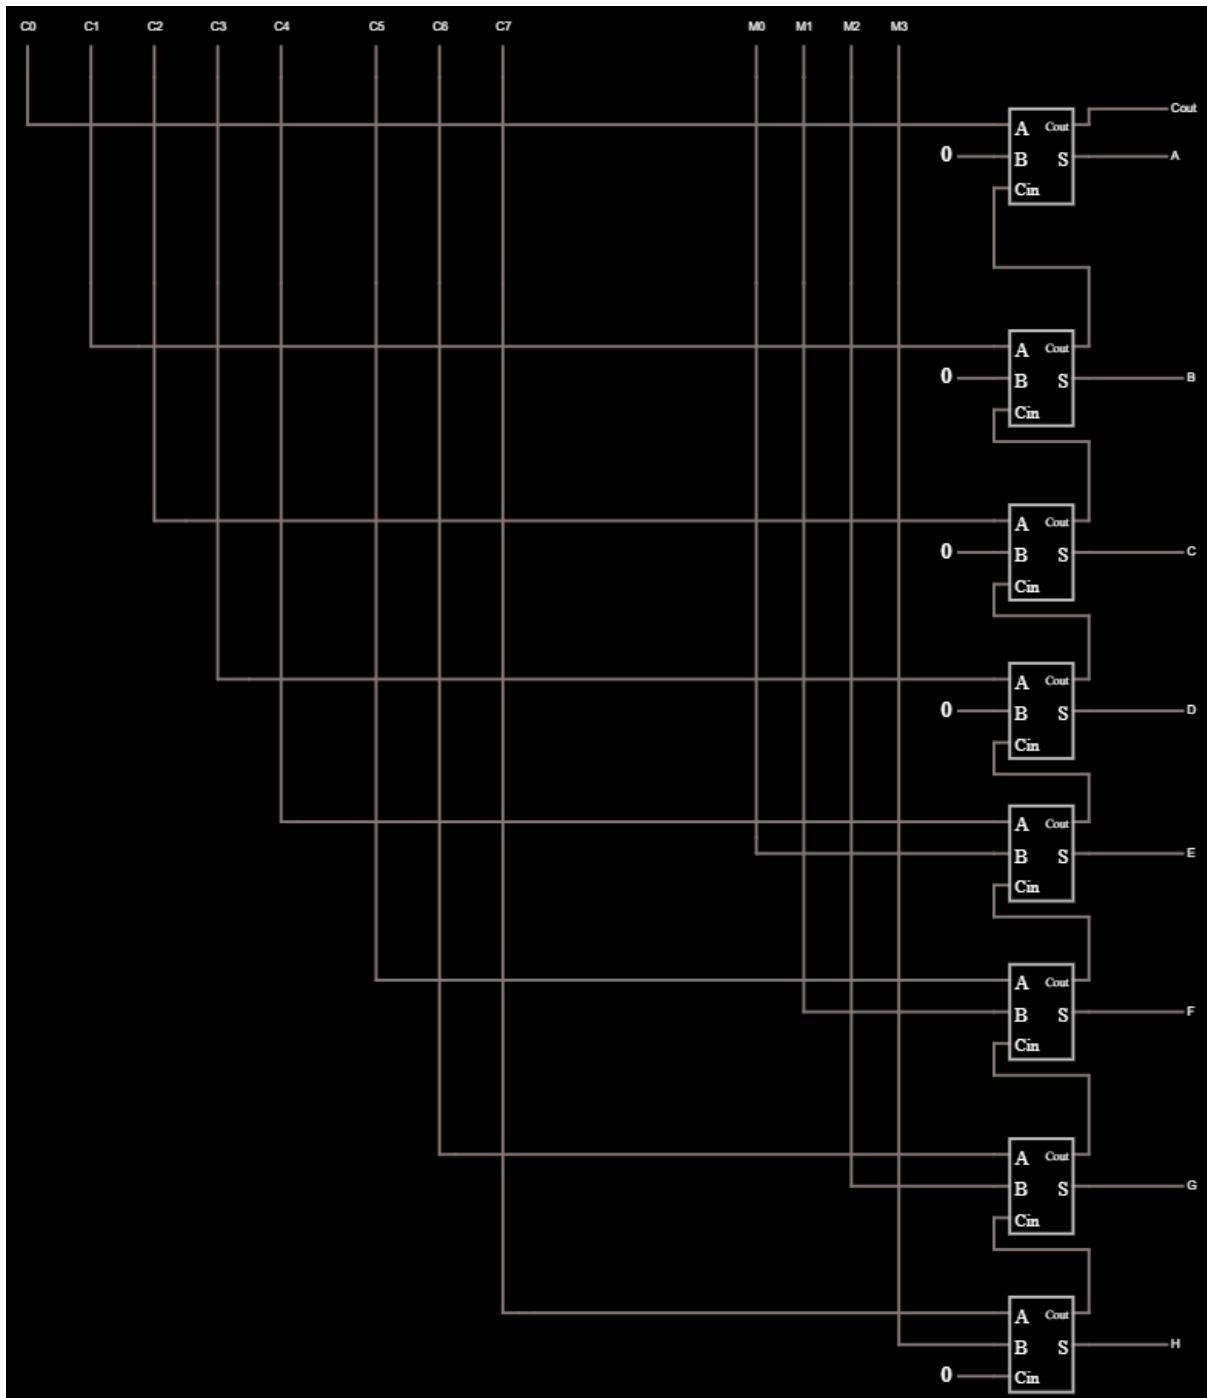 C0 C1 C2 C3 C4 C5 C6 C7 M0 M1 M2 M3
Cout
A Cout
0 B S A
Cin
A Cout
0 B S B
Cin
A Cout
0 B S C
Cin
A Cout
0 B S D
Cin
A Cout
B S E
Cin
A Cout
B S F
Cin
A Cout
B S G
Cin
A Cout
B S H
0 Cin